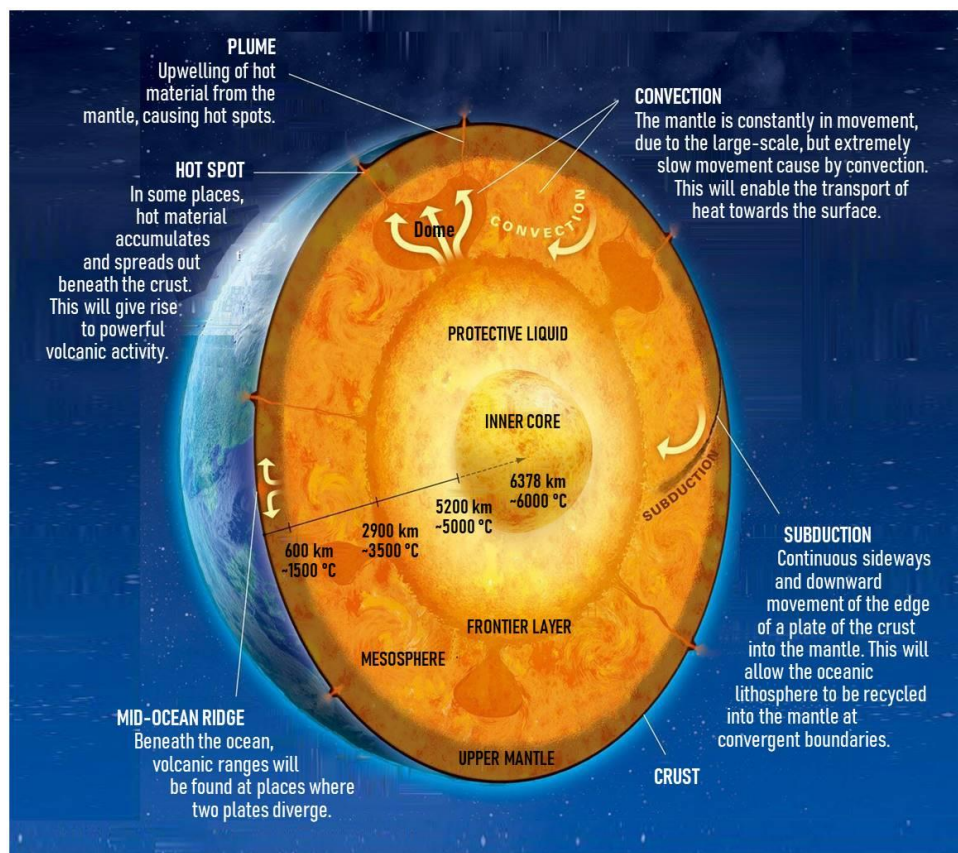 PLUME
Upwelling of hot
material from the
mantle, causing hot spots.
CONVECTION
The mantle is constantly in movement,
due to the large-scale, but extremely
slow movement cause by convection.
This will enable the transport of
heat towards the surface.
HOT SPOT
In some places,
hot material
accumulates
and spreads out
beneath the crust.
This will give rise
to powerful
volcanic activity.
Dome
CONVECTION
PROTECTIVE LIQUID
INNER CORE
6378 km
~6000 °C
5200 km
~5000 °C
2900 km
~3500 °C
600 km
~1500 °C
SUBDUCTION
SUBDUCTION
Continuous sideways
and downward
movement of the edge
of a plate of the crust
into the mantle. This will
allow the oceanic
lithosphere to be recycled
into the mantle at
convergent boundaries.
FRONTIER LAYER
MESOSPHERE
MID-OCEAN RIDGE
Beneath the ocean,
volcanic ranges will
be found at places where
two plates diverge.
UPPER MANTLE
CRUST